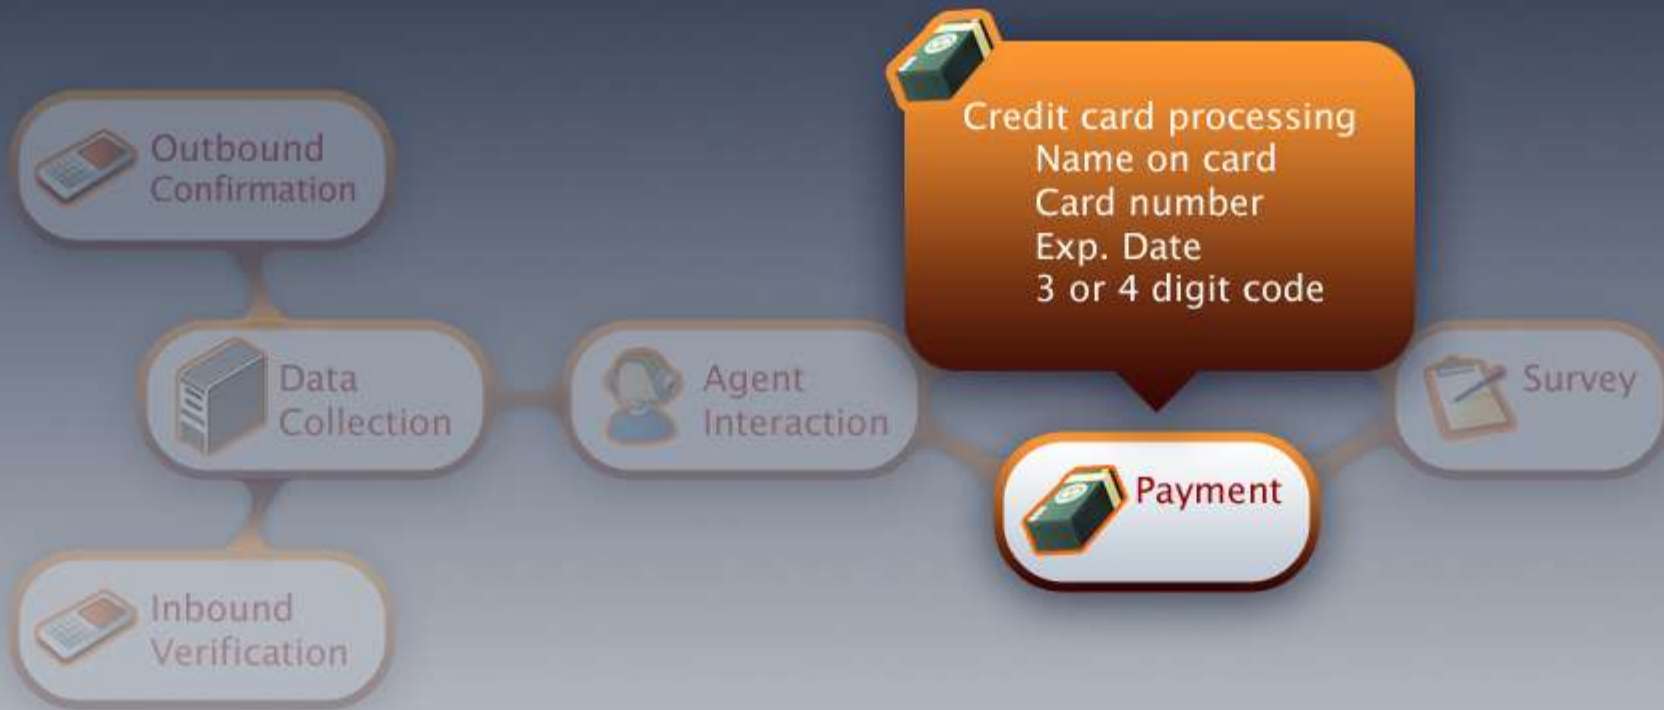 Credit card processing
Name on card
Card number
Exp. Date
3 or 4 digit code
Outbound
Confirmation
Data
Collection
Agent
Interaction
Survey
Payment
Inbound
Verification